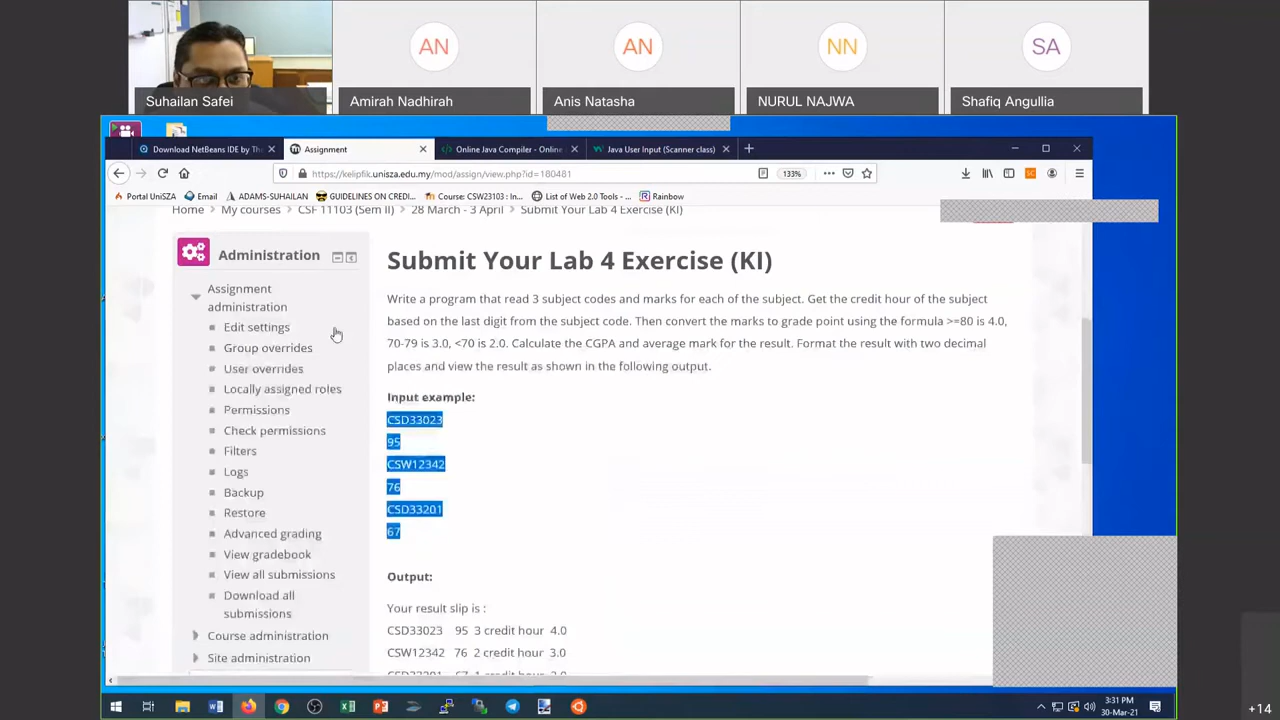 AN
AN
NN
SA
Suhailan Safei
Amirah Nadhirah
Anis Natasha
NURUL NAJWA
Shafiq Angullia
Download NetBeans IDE by The
Assignment
Online Java Compiler - Online
Java User Input (Scanner class)
https://kelipfik.unisza.edu.my/mod/assign/view.php?id=180481
133%
Portal UniSZA
Email
ADAMS-SUHAILAN
GUIDELINES ON CREDI...
Course: CSW23103 : In...
List of Web 2.0 Tools - ...
Rainbow
Home > My courses > CSF 11103 (Sem II) > 28 March - 3 April > Submit Your Lab 4 Exercise (KI)
Administration
Assignment
administration
Edit settings
Group overrides
User overrides
Locally assigned roles
Permissions
Check permissions
Filters
Logs
Backup
Restore
Advanced grading
View gradebook
View all submissions
Download all
submissions
Course administration
Site administration
Submit Your Lab 4 Exercise (KI)
Write a program that read 3 subject codes and marks for each of the subject. Get the credit hour of the subject
based on the last digit from the subject code. Then convert the marks to grade point using the formula >=80 is 4.0,
70-79 is 3.0, <70 is 2.0. Calculate the CGPA and average mark for the result. Format the result with two decimal
places and view the result as shown in the following output.
Input example:
CSD33023
95
CSW12342
76
CSD33201
67
Output:
Your result slip is :
CSD33023 95 3 credit hour 4.0
CSW12342 76 2 credit hour 3.0
CSD33201 67 1 credit hour 2.0
3:31 PM
30-Mar-21
+14